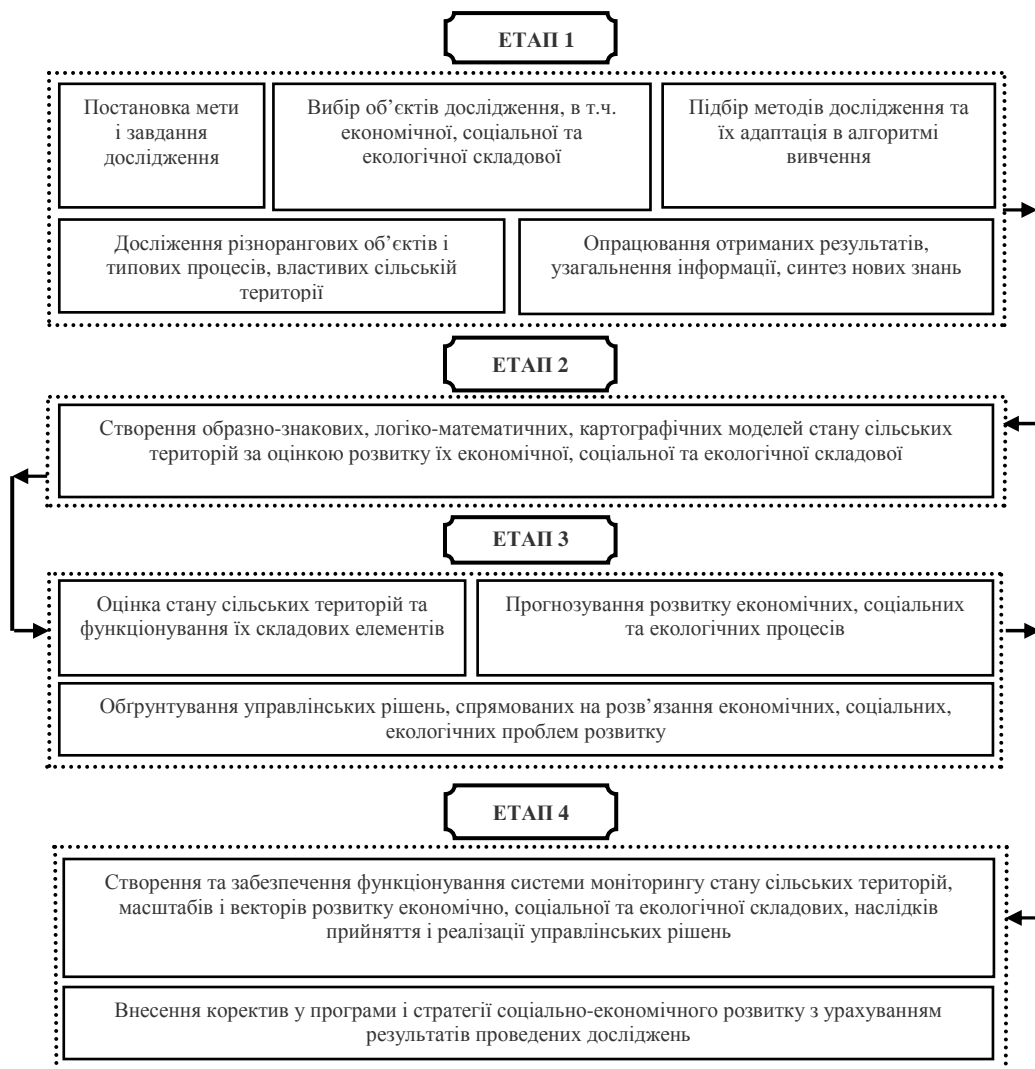 ЕТАП 1
Постановка мети
і завдання
дослідження
Вибір об’єктів дослідження, в т.ч.
економічної, соціальної та
екологічної складової
Підбір методів дослідження та
їх адаптація в алгоритмі
вивчення
Досліження різнорангових об’єктів і
типових процесів, властивих сільській
території
Опрацювання отриманих результатів,
узагальнення інформації, синтез нових знань
ЕТАП 2
Створення образно-знакових, логіко-математичних, картографічних моделей стану сільських
територій за оцінкою розвитку їх економічної, соціальної та екологічної складової
ЕТАП 3
Оцінка стану сільських територій та
функціонування їх складових елементів
Прогнозування розвитку економічних, соціальних
та екологічних процесів
Обґрунтування управлінських рішень, спрямованих на розв’язання економічних, соціальних,
екологічних проблем розвитку
ЕТАП 4
Створення та забезпечення функціонування системи моніторингу стану сільських територій,
масштабів і векторів розвитку економічно, соціальної та екологічної складових, наслідків
прийняття і реалізації управлінських рішень
Внесення коректив у програми і стратегії соціально-економічного розвитку з урахуванням
результатів проведених досліджень